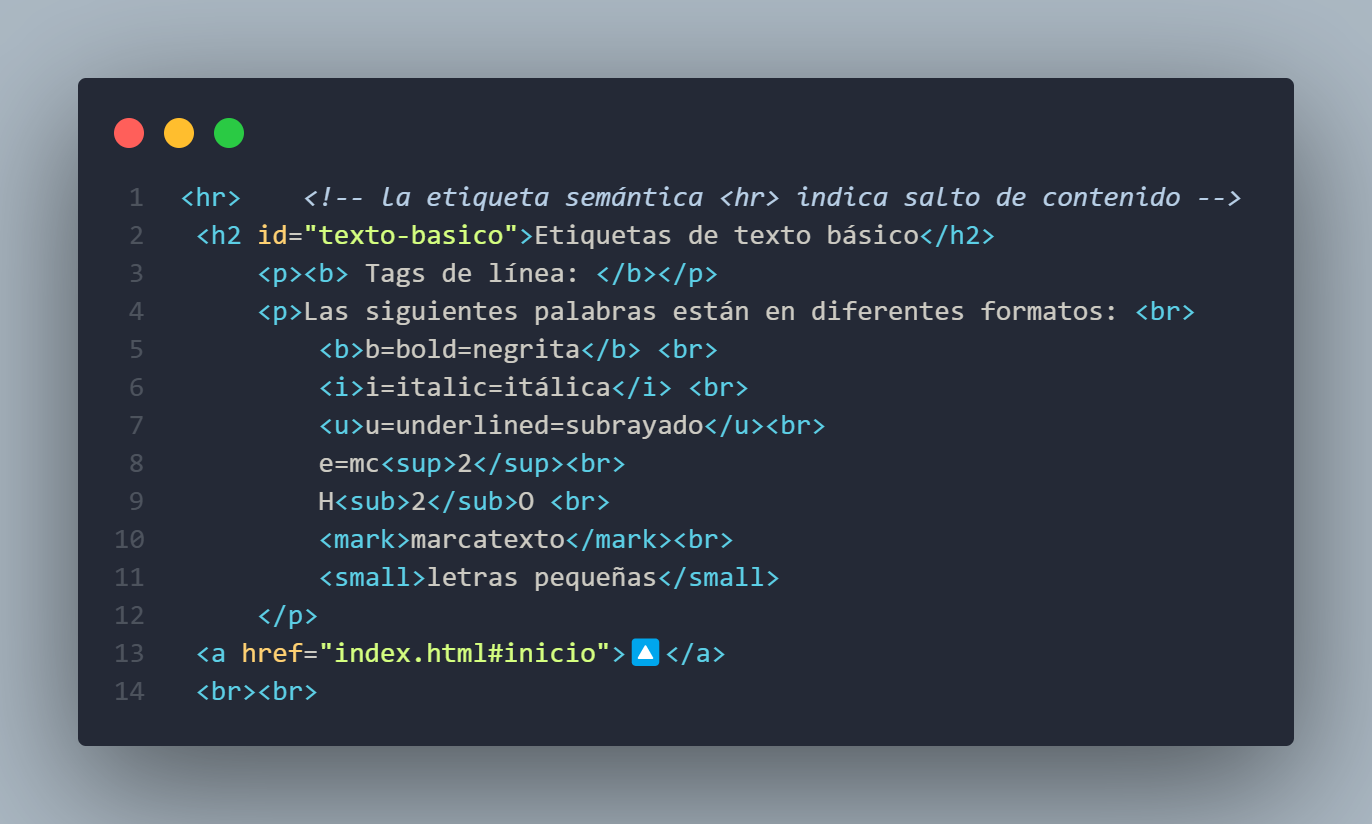 1 <hr>    <!-- la etiqueta semántica <hr> indica salto de contenido -->
2  <h2 id="texto-basico">Etiquetas de texto básico</h2>
3      <p><b> Tags de línea: </b></p>
4      <p>Las siguientes palabras están en diferentes formatos: <br>
5          <b>b=bold=negrita</b> <br>
6          <i>i=italic=itálica</i> <br>
7          <u>u=underlined=subrayado</u><br>
8          e=mc<sup>2</sup><br>
9          H<sub>2</sub>O <br>
10          <mark>marcatexto</mark><br>
11          <small>letras pequeñas</small>
12      </p>
13  <a href="index.html#inicio">🔼</a>
14  <br><br>